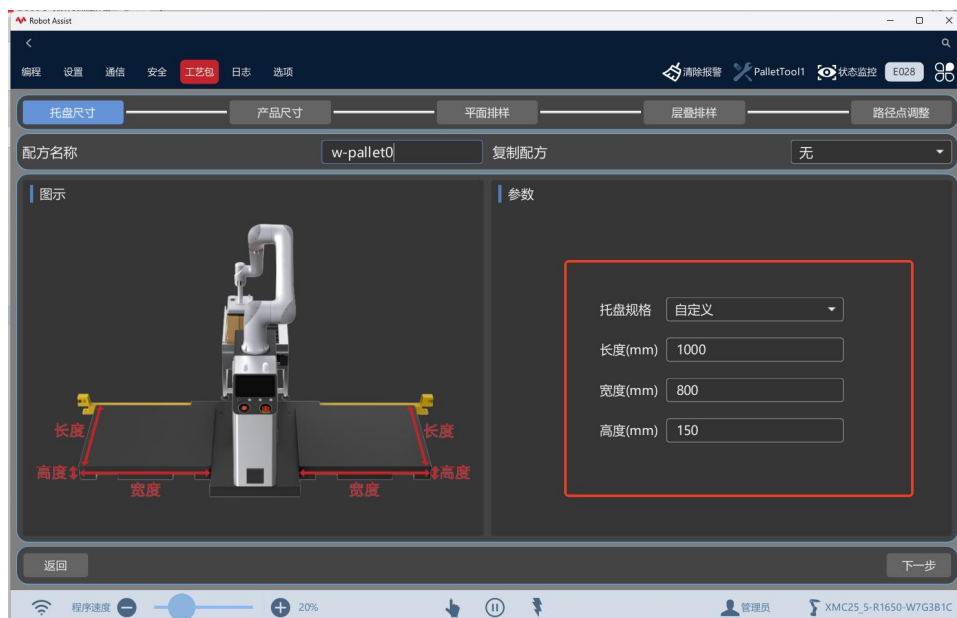 Robot Assist
编程 设置 通信 安全 工艺包 日志 选项 清除报警 PalletTool1 状态监控 E028
托盘尺寸 产品尺寸 平面排样 层叠排样 路径点调整
配方名称 w-pallet0 复制配方 无
图示 参数
托盘规格 自定义
长度(mm) 1000
宽度(mm) 800
高度(mm) 150
长度 长度
高度 高度
宽度 宽度
返回 下一步
程序速度 20% 管理员 XMC25_5-R1650-W7G3B1C